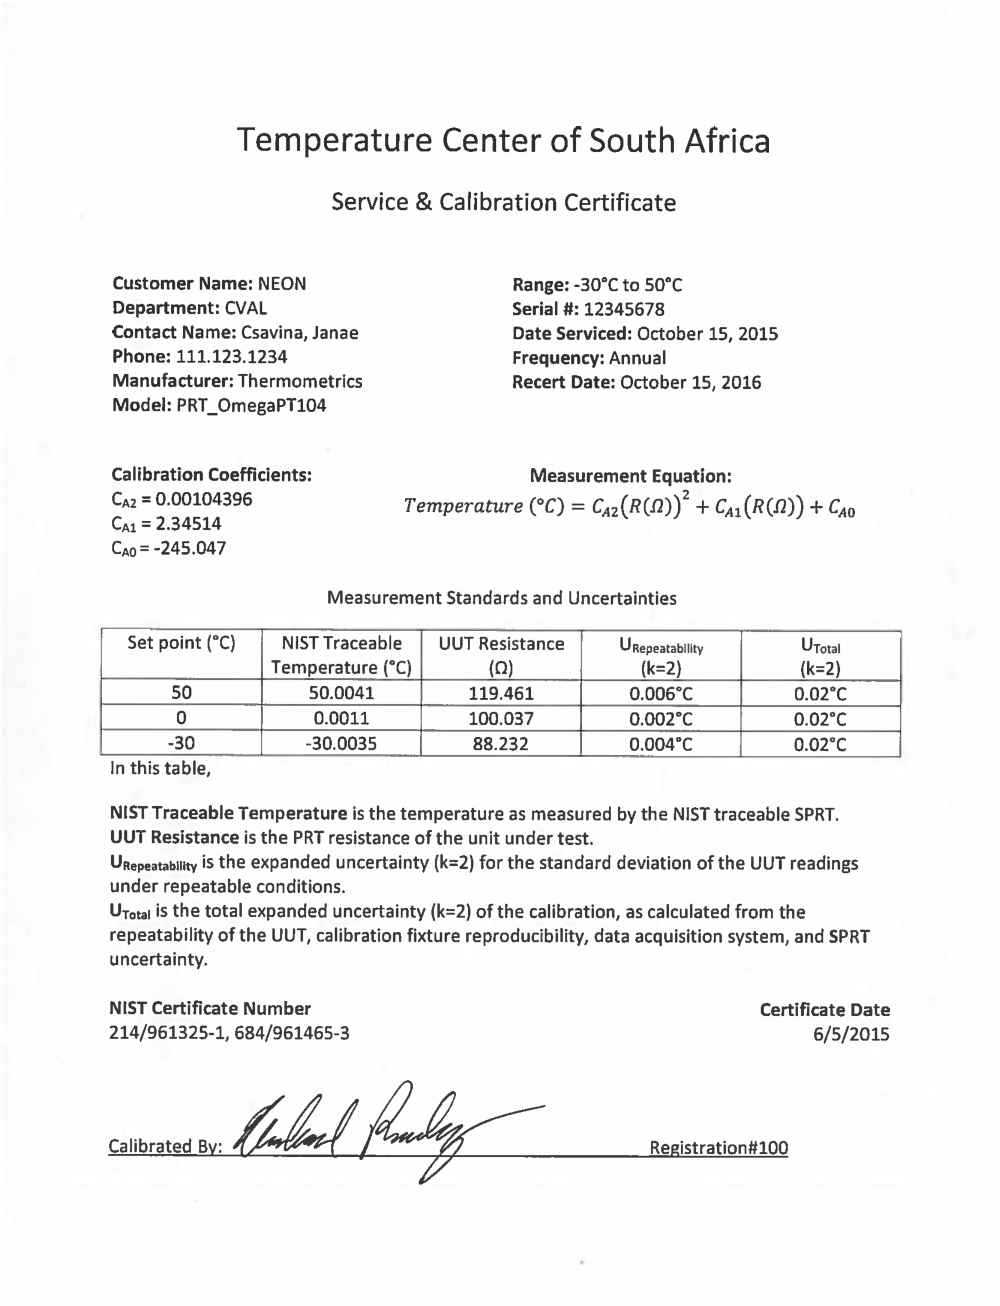 Temperature Center of South Africa
Service & Calibration Certificate
Customer Name: NEON
Department: CVAL
Contact Name: Csavina, Janae
Phone: 111.123.1234
Manufacturer: Thermometrics
Model: PRT_OmegaPT104
Range: -30°C to 50°C
Serial #: 12345678
Date Serviced: October 15, 2015
Frequency: Annual
Recert Date: October 15, 2016
Calibration Coefficients:
CA2 = 0.00104396
CA1 = 2.34514
CA0 = -245.047
Measurement Equation:
Temperature (°C) = CA2(R(Ω))² + CA1(R(Ω)) + CA0
Measurement Standards and Uncertainties
Set point (°C) NIST Traceable Temperature (°C) UUT Resistance (Ω) URepeatability (k=2) UTotal (k=2)
50 50.0041 119.461 0.006°C 0.02°C
0 0.0011 100.037 0.002°C 0.02°C
-30 -30.0035 88.232 0.004°C 0.02°C
In this table,
NIST Traceable Temperature is the temperature as measured by the NIST traceable SPRT.
UUT Resistance is the PRT resistance of the unit under test.
URepeatability is the expanded uncertainty (k=2) for the standard deviation of the UUT readings
under repeatable conditions.
UTotal is the total expanded uncertainty (k=2) of the calibration, as calculated from the
repeatability of the UUT, calibration fixture reproducibility, data acquisition system, and SPRT
uncertainty.
NIST Certificate Number
214/961325-1, 684/961465-3
Certificate Date
6/5/2015
Calibrated By:
Registration#100